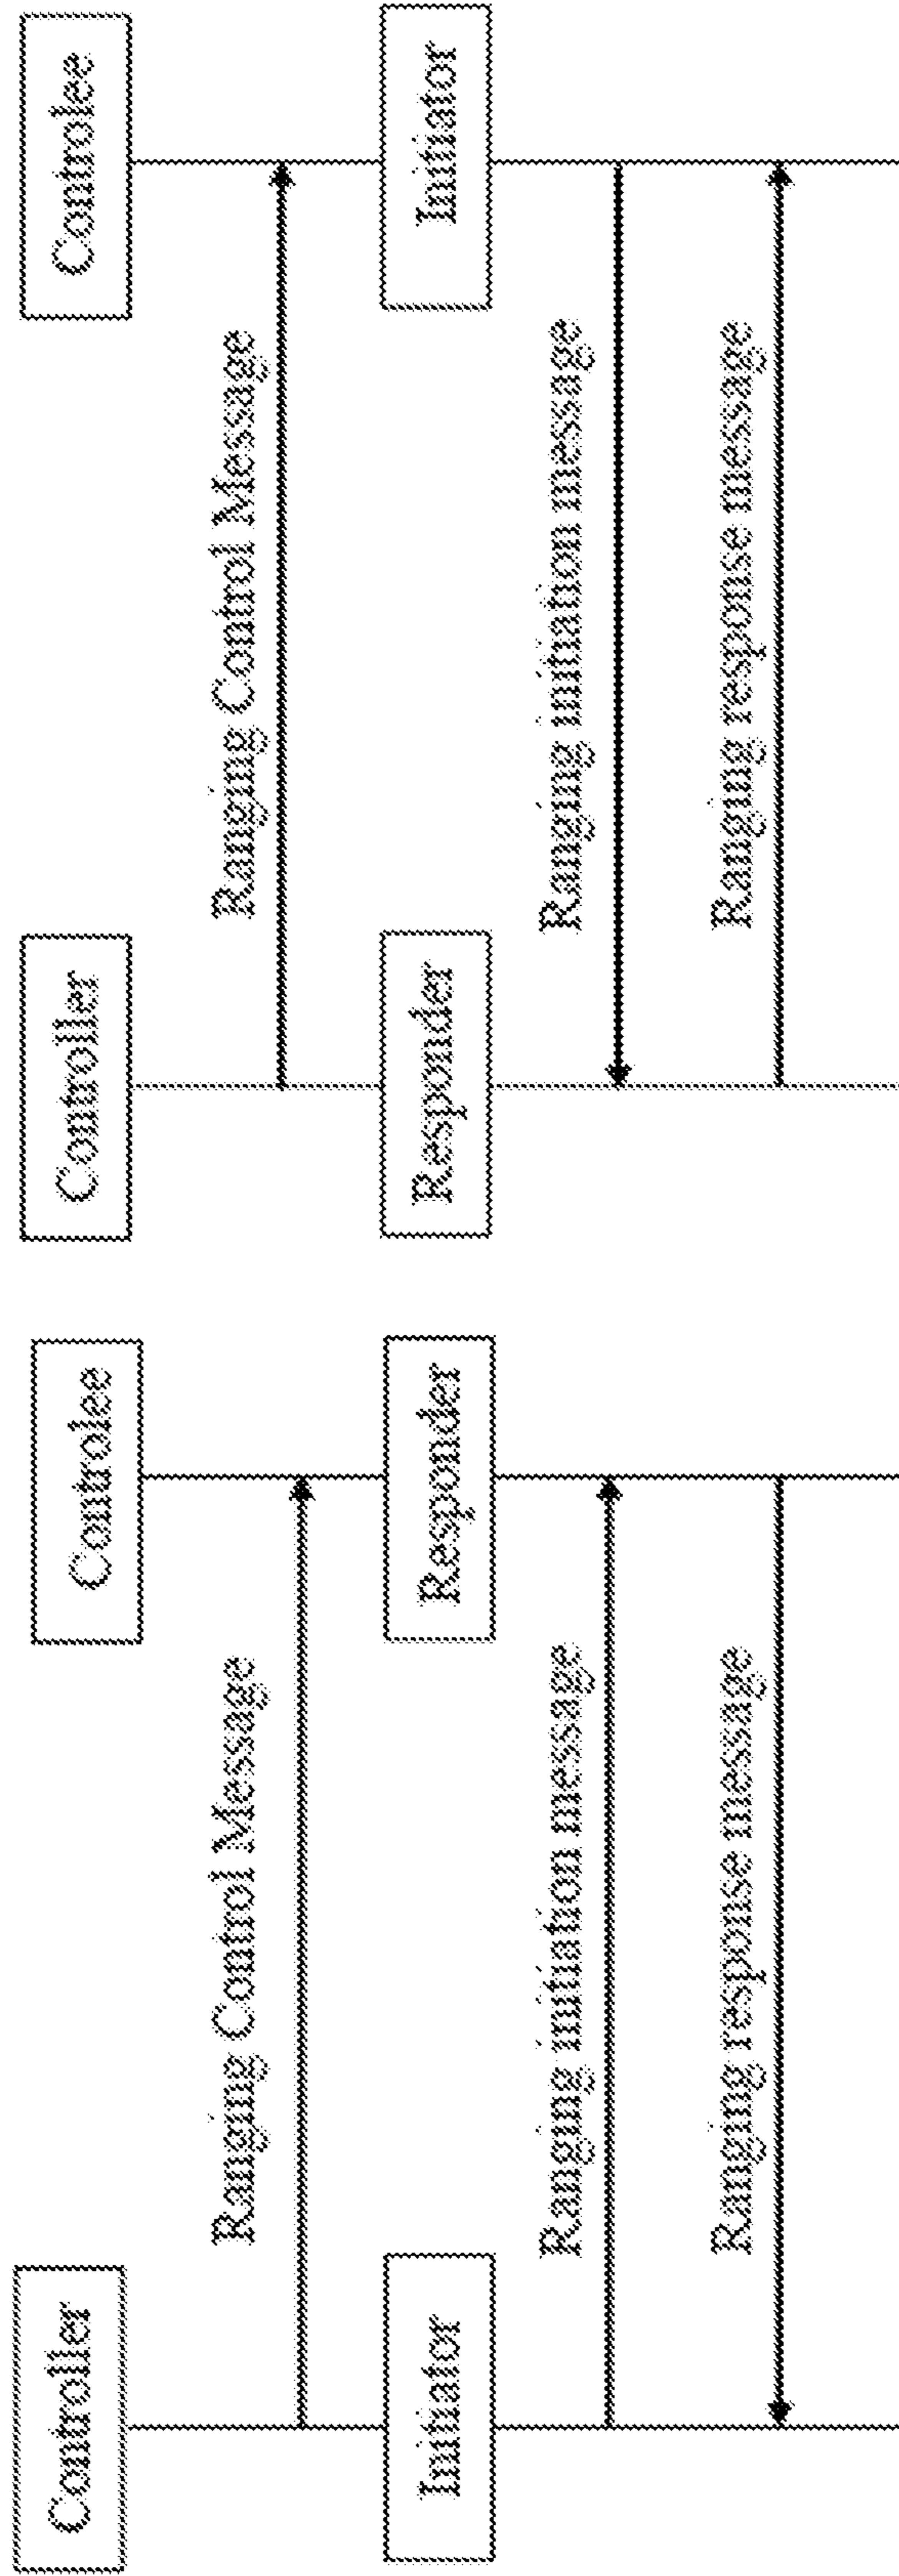 Controller
Controlee
Ranging Control Message
Initiator
Responder
Ranging initiation message
Ranging response message
Controller
Controlee
Ranging Control Message
Responder
Initiator
Ranging initiation message
Ranging response message